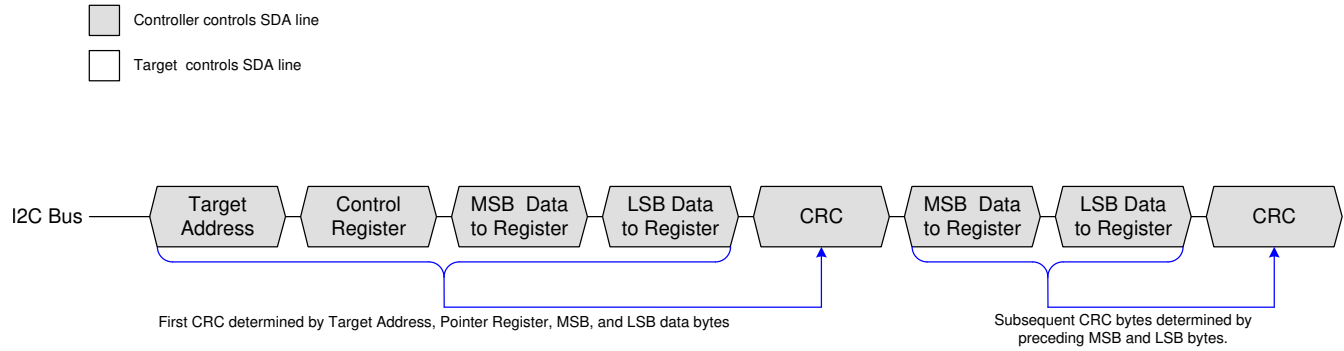 Controller controls SDA line
Target controls SDA line
I2C Bus
Target
Address
Control
Register
MSB Data
to Register
LSB Data
to Register
CRC
MSB Data
to Register
LSB Data
to Register
CRC
First CRC determined by Target Address, Pointer Register, MSB, and LSB data bytes
Subsequent CRC bytes determined by
preceding MSB and LSB bytes.